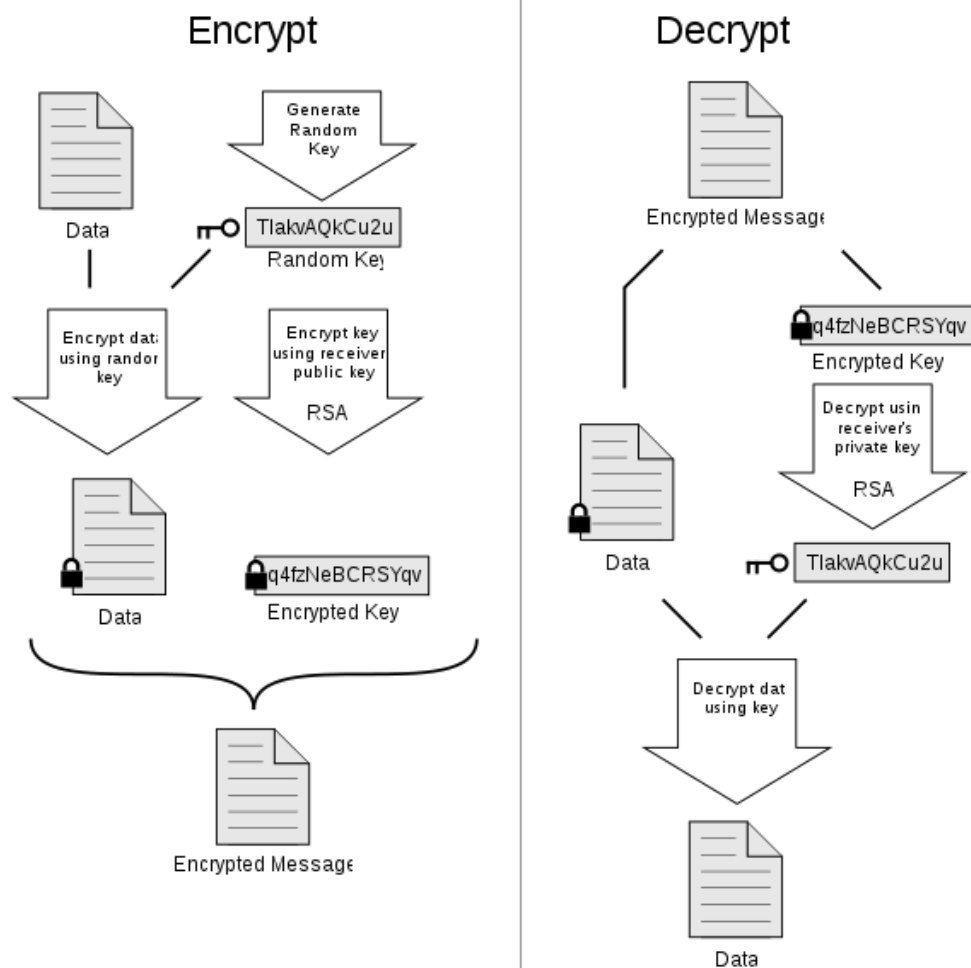 Encrypt
Generate
Random
Key
Data
TlakvAQkCu2u
Random Key
Encrypt data
using random
key
Encrypt key
using receiver
public key
RSA
Data
q4fzNeBCRSYqv
Encrypted Key
Encrypted Message
Decrypt
Encrypted Message
q4fzNeBCRSYqv
Encrypted Key
Decrypt usin
receiver's
private key
RSA
Data
TlakvAQkCu2u
Decrypt dat
using key
Data